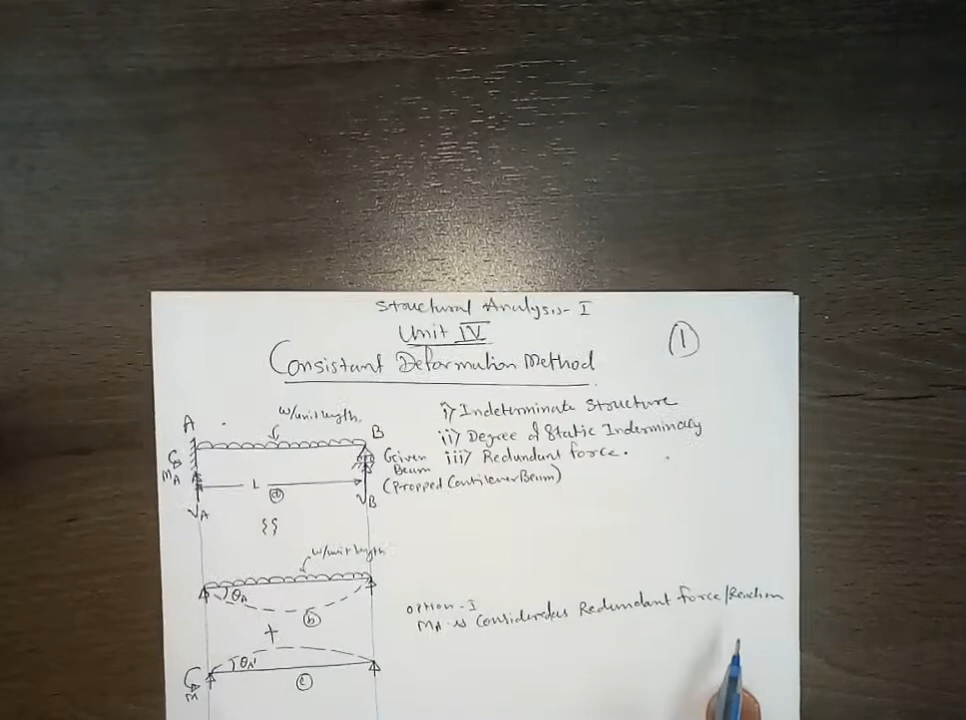 Structural Analysis- I
Unit IV
①
Consistant Deformation Method
w/unit length
A
B
i) Indeterminate Structure
ii) Degree of Static Inderminacy
Given iii) Redundant force.
Beam
(Propped Cantilever Beam)
MA
L
VA
ⓐ
VB
w/unit length
θA
ⓑ
OPTION-I
MA is Considered as Redundant force/Reaction
+
θA'
M
ⓒ